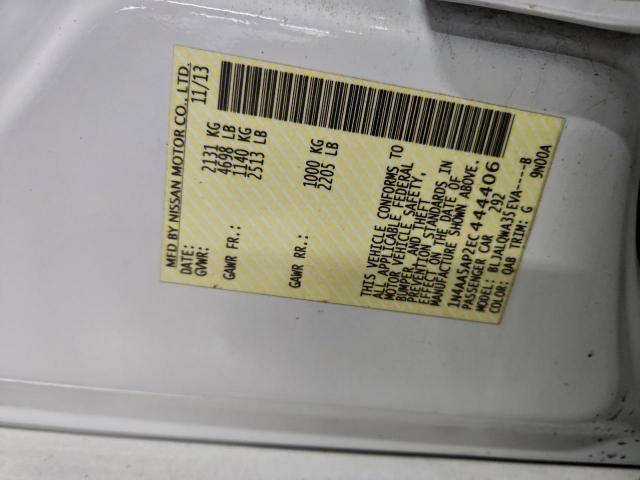 MFD BY NISSAN MOTOR CO., LTD.
DATE: 11/13
GVWR: 2131 KG
4698 LB
GAWR FR.: 1140 KG
2513 LB
GAWR RR.: 1000 KG
2205 LB
THIS VEHICLE CONFORMS TO
ALL APPLICABLE FEDERAL
MOTOR VEHICLE SAFETY,
BUMPER, AND THEFT
PREVENTION STANDARDS IN
EFFECT ON THE DATE OF
MANUFACTURE SHOWN ABOVE.
1N4AA5AP2EC444406
PASSENGER CAR 292
MODEL: BLJALQWA35EVA----B
COLOR: QAB TRIM: G 9N00A